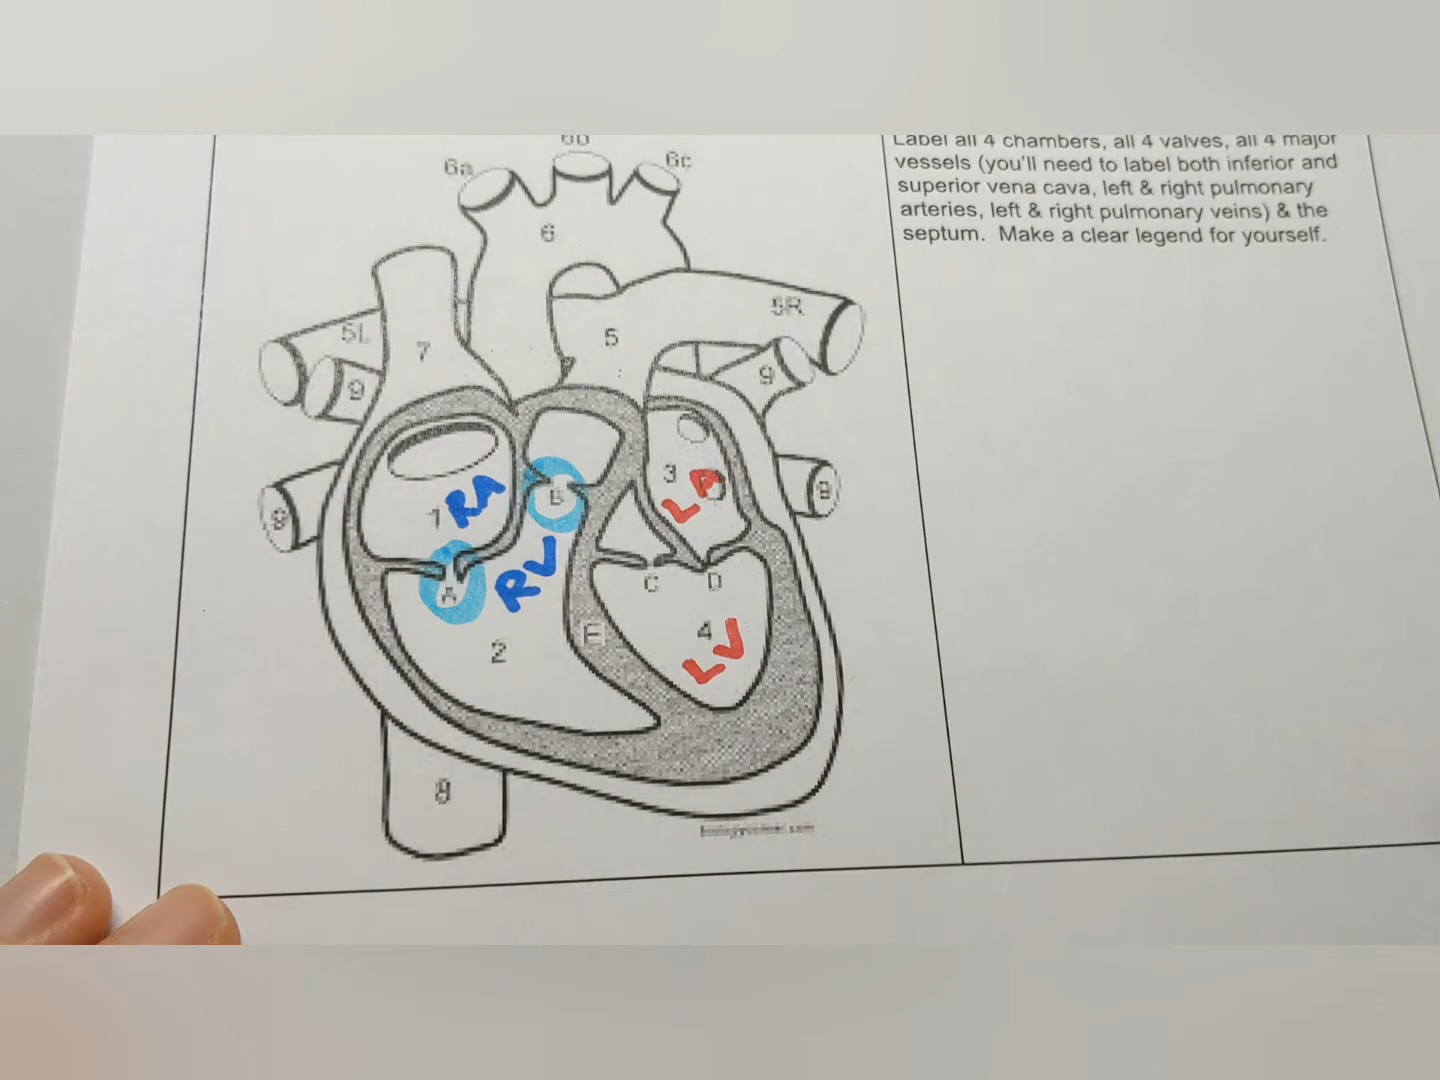 6b
6a
6c
Label all 4 chambers, all 4 valves, all 4 major
vessels (you'll need to label both inferior and
superior vena cava, left & right pulmonary
arteries, left & right pulmonary veins) & the
septum. Make a clear legend for yourself.
6
5R
5L
7
5
9
9
3
1
RA
B
LA
9
9
A
RV
C
D
2
E
4
LV
8